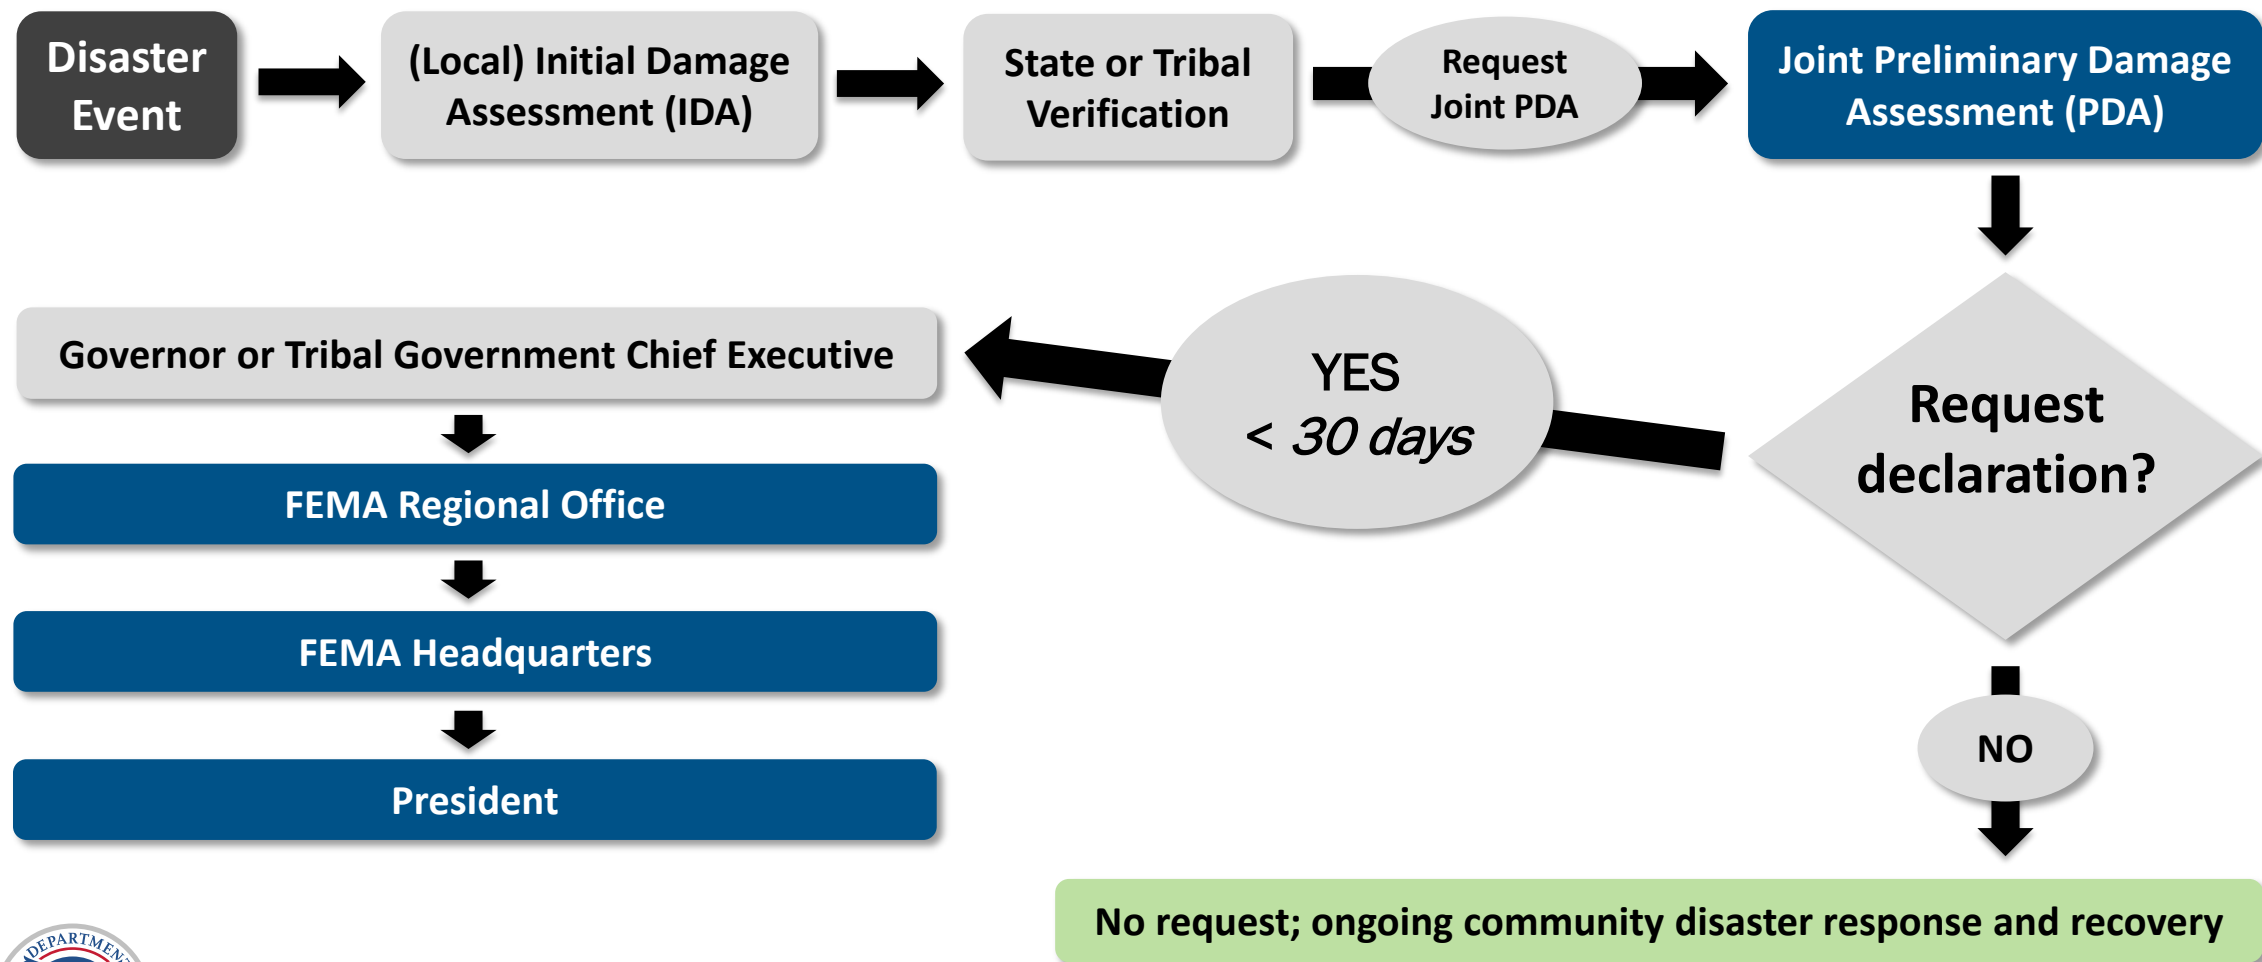 Disaster
Event
(Local) Initial Damage
Assessment (IDA)
State or Tribal
Verification
Request
Joint PDA
Joint Preliminary Damage
Assessment (PDA)
Request
declaration?
YES
< 30 days
Governor or Tribal Government Chief Executive
FEMA Regional Office
FEMA Headquarters
President
NO
No request; ongoing community disaster response and recovery